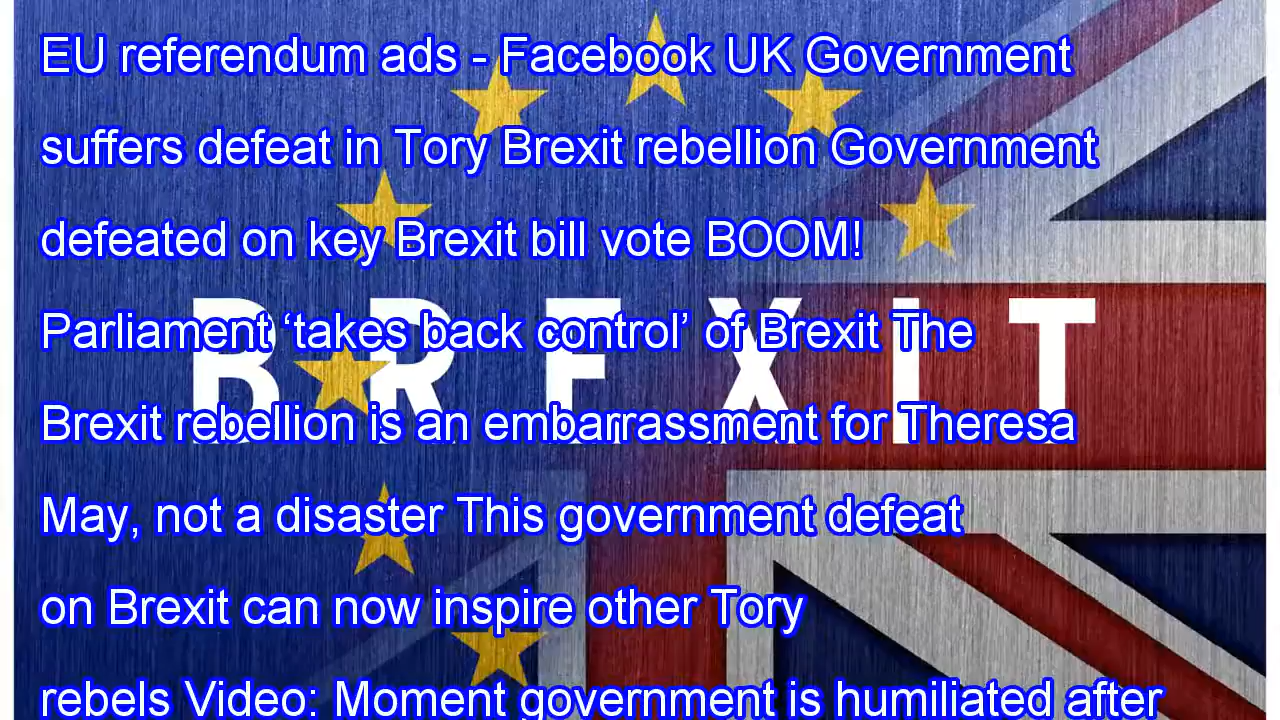 EU referendum ads - Facebook UK Government
suffers defeat in Tory Brexit rebellion Government
defeated on key Brexit bill vote BOOM!
Parliament ‘takes back control’ of Brexit The
BREXIT
Brexit rebellion is an embarrassment for Theresa
May, not a disaster This government defeat
on Brexit can now inspire other Tory
rebels Video: Moment government is humiliated after